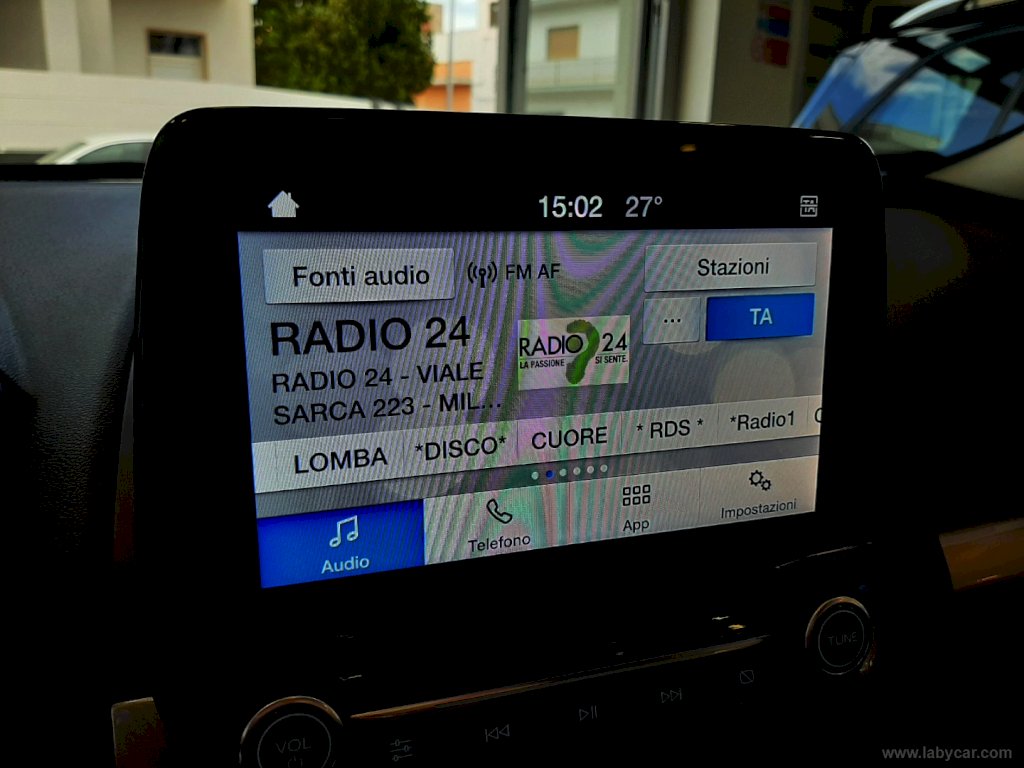 15:02 27°
Fonti audio
FM AF
Stazioni
...
TA
RADIO 24
RADIO 24 - VIALE
SARCA 223 - MIL...
RADIO 24
LA PASSIONE SI SENTE.
LOMBA *DISCO* CUORE * RDS * *Radio1
Audio
Telefono
App
Impostazioni
TUNE
VOL
www.labycar.com